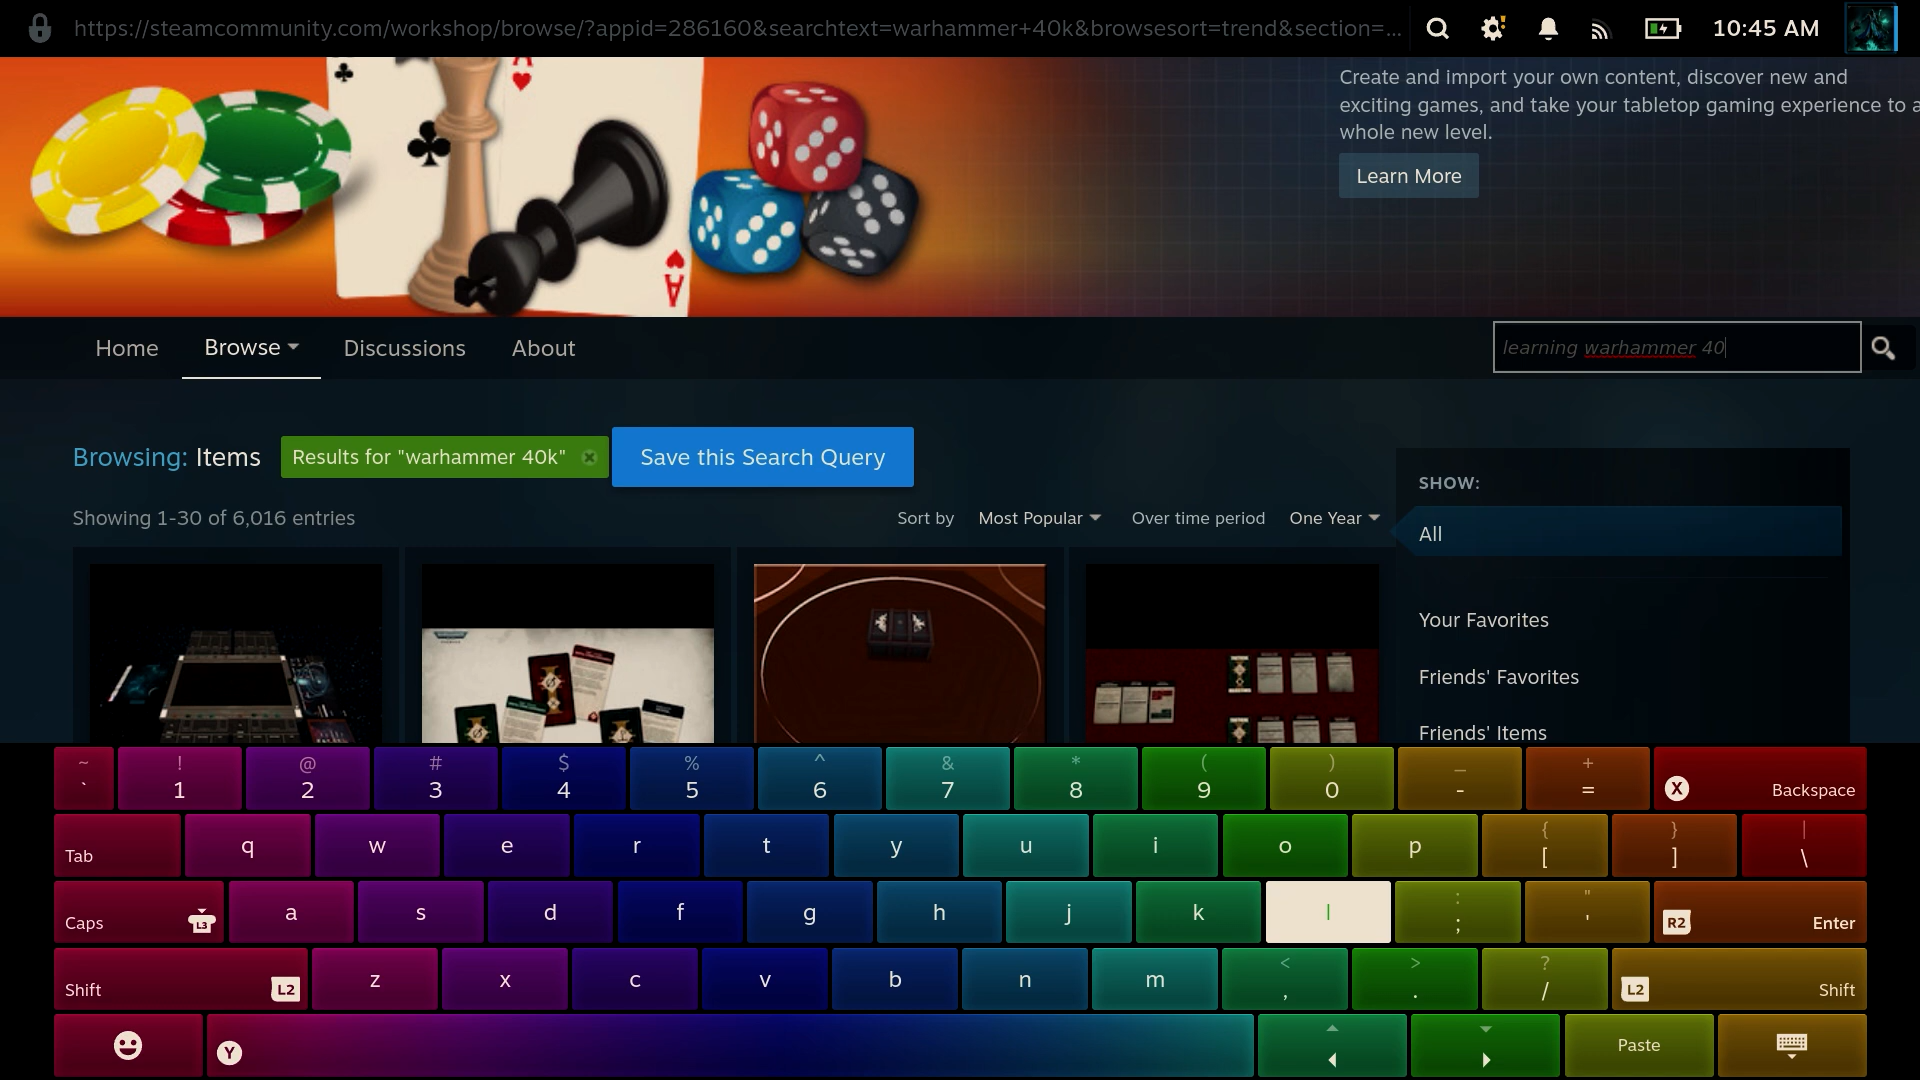 https://steamcommunity.com/workshop/browse/?appid=286160&searchtext=warhammer+40k&browsesort=trend&section=...
10:45 AM
Create and import your own content, discover new and
exciting games, and take your tabletop gaming experience to a
whole new level.
Learn More
A
A
Home
Browse
Discussions
About
learning warhammer 40
Browsing: Items
Results for "warhammer 40k"
Save this Search Query
Showing 1-30 of 6,016 entries
Sort by Most Popular Over time period One Year
SHOW:
All
Your Favorites
Friends' Favorites
Friends' Items
~ ! @ # $ % ^ & * ( ) _ +
` 1 2 3 4 5 6 7 8 9 0 - = X Backspace
{ } |
Tab q w e r t y u i o p [ ] \
: "
Caps L3 a s d f g h j k l ; ' R2 Enter
< > ?
Shift L2 z x c v b n m , . / L2 Shift
Y Paste